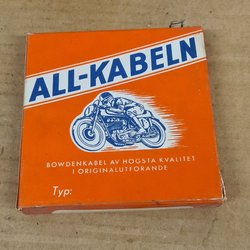 ALL-KABELN
BOWDENKABEL AV HÖGSTA KVALITET
I ORIGINALUTFÖRANDE
Typ: